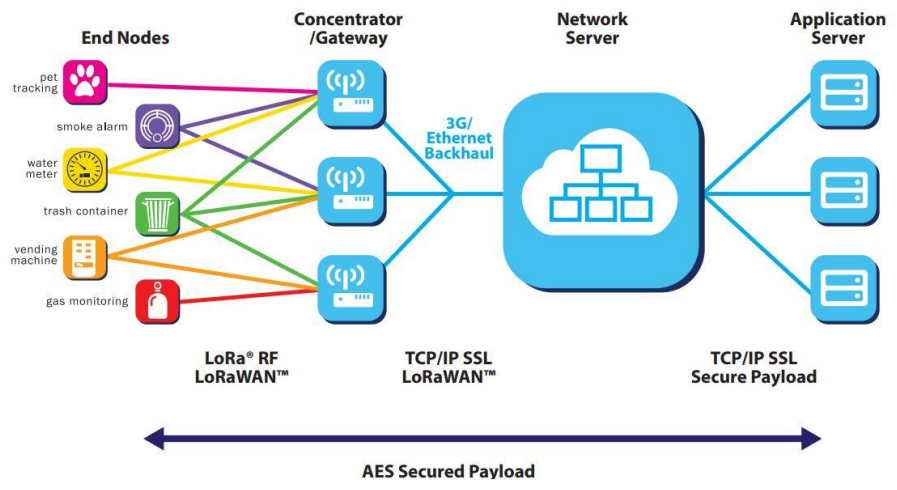 End Nodes
Concentrator
/Gateway
Network
Server
Application
Server
pet
tracking
smoke alarm
water
meter
trash container
vending
machine
gas monitoring
3G/
Ethernet
Backhaul
LoRa® RF
LoRaWAN™
TCP/IP SSL
LoRaWAN™
TCP/IP SSL
Secure Payload
AES Secured Payload